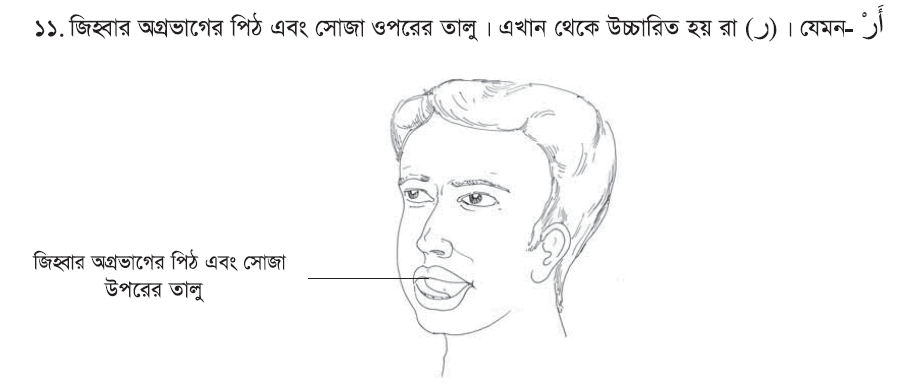 ১১. জিহ্বার অগ্রভাগের পিঠ এবং সোজা ওপরের তালু । এখান থেকে উচ্চারিত হয় রা (ر) । যেমন- أَرْ
জিহ্বার অগ্রভাগের পিঠ এবং সোজা
উপরের তালু